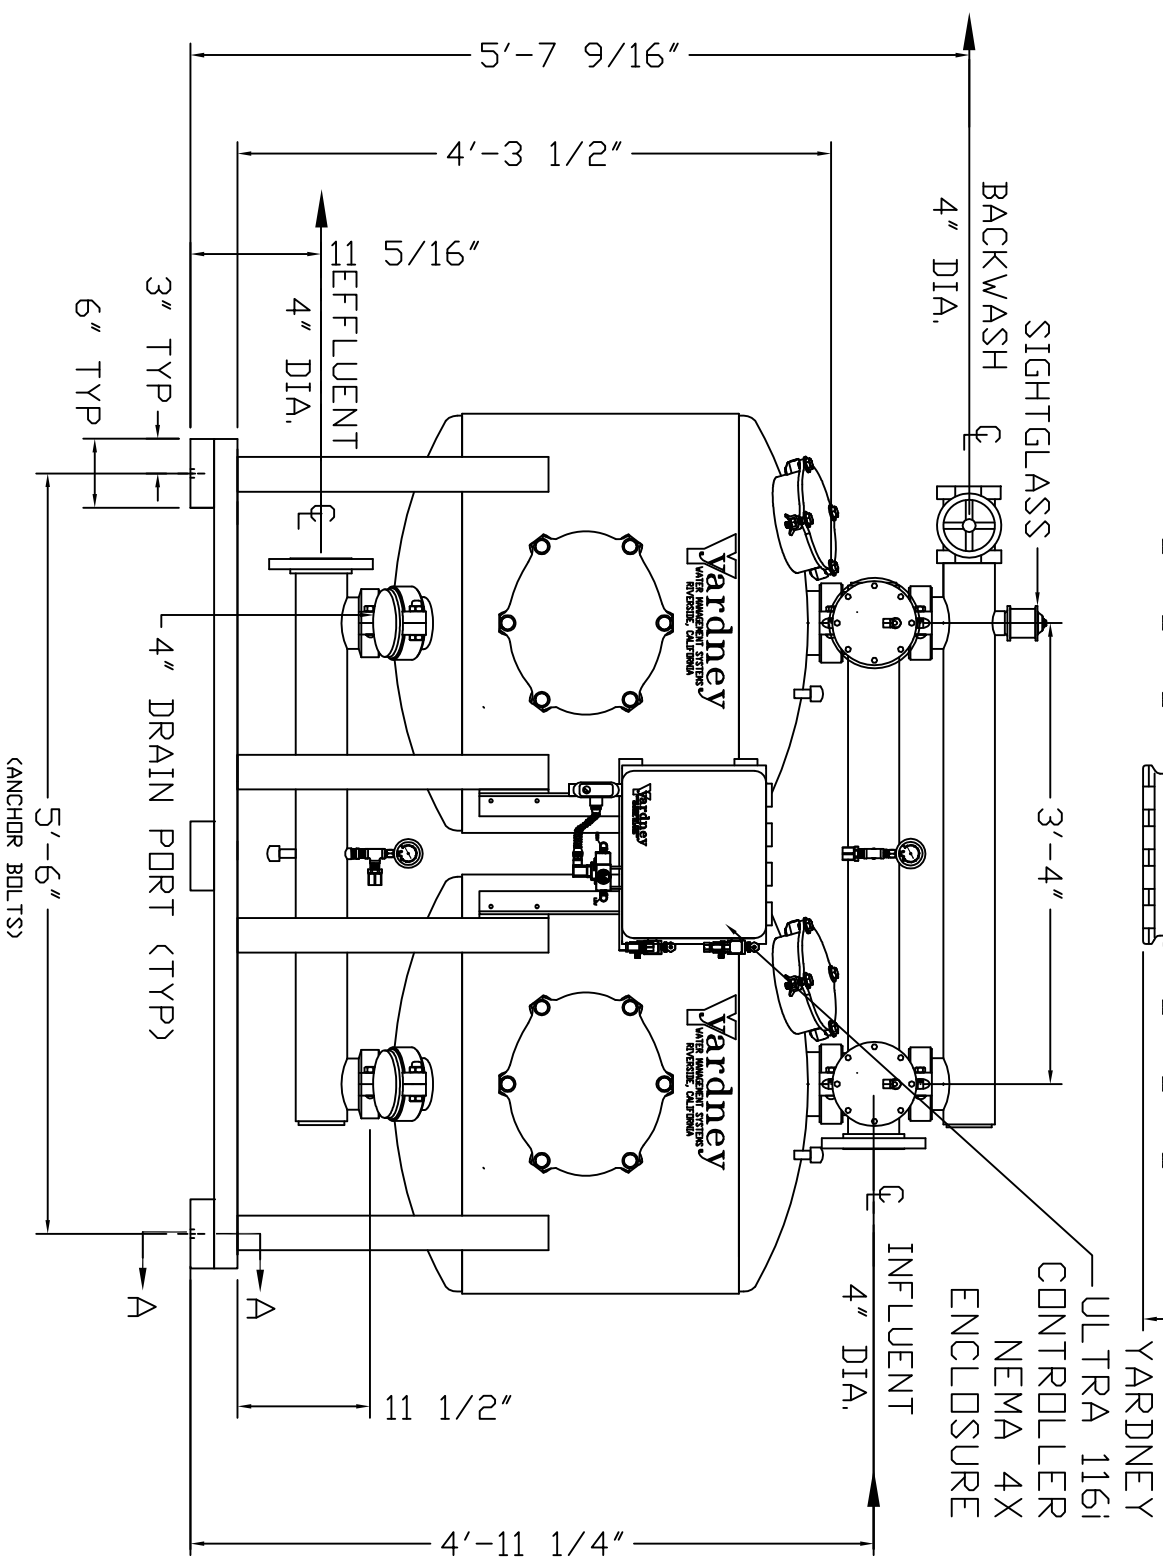 5'-7 9/16"
4'-3 1/2"
11 5/16"
BACKWASH
4" DIA.
SIGHTGLASS
EFFLUENT
4" DIA.
3" TYP
6" TYP
Yardney
WATER MANAGEMENT SYSTEMS
RIVERSIDE, CALIFORNIA
Yardney
3'-4"
4" DRAIN PORT (TYP)
5'-6"
(ANCHOR BOLTS)
Yardney
WATER MANAGEMENT SYSTEMS
RIVERSIDE, CALIFORNIA
A
A
INFLUENT
4" DIA.
YARDNEY
ULTRA 116i
CONTROLLER
NEMA 4X
ENCLOSURE
11 1/2"
4'-11 1/4"